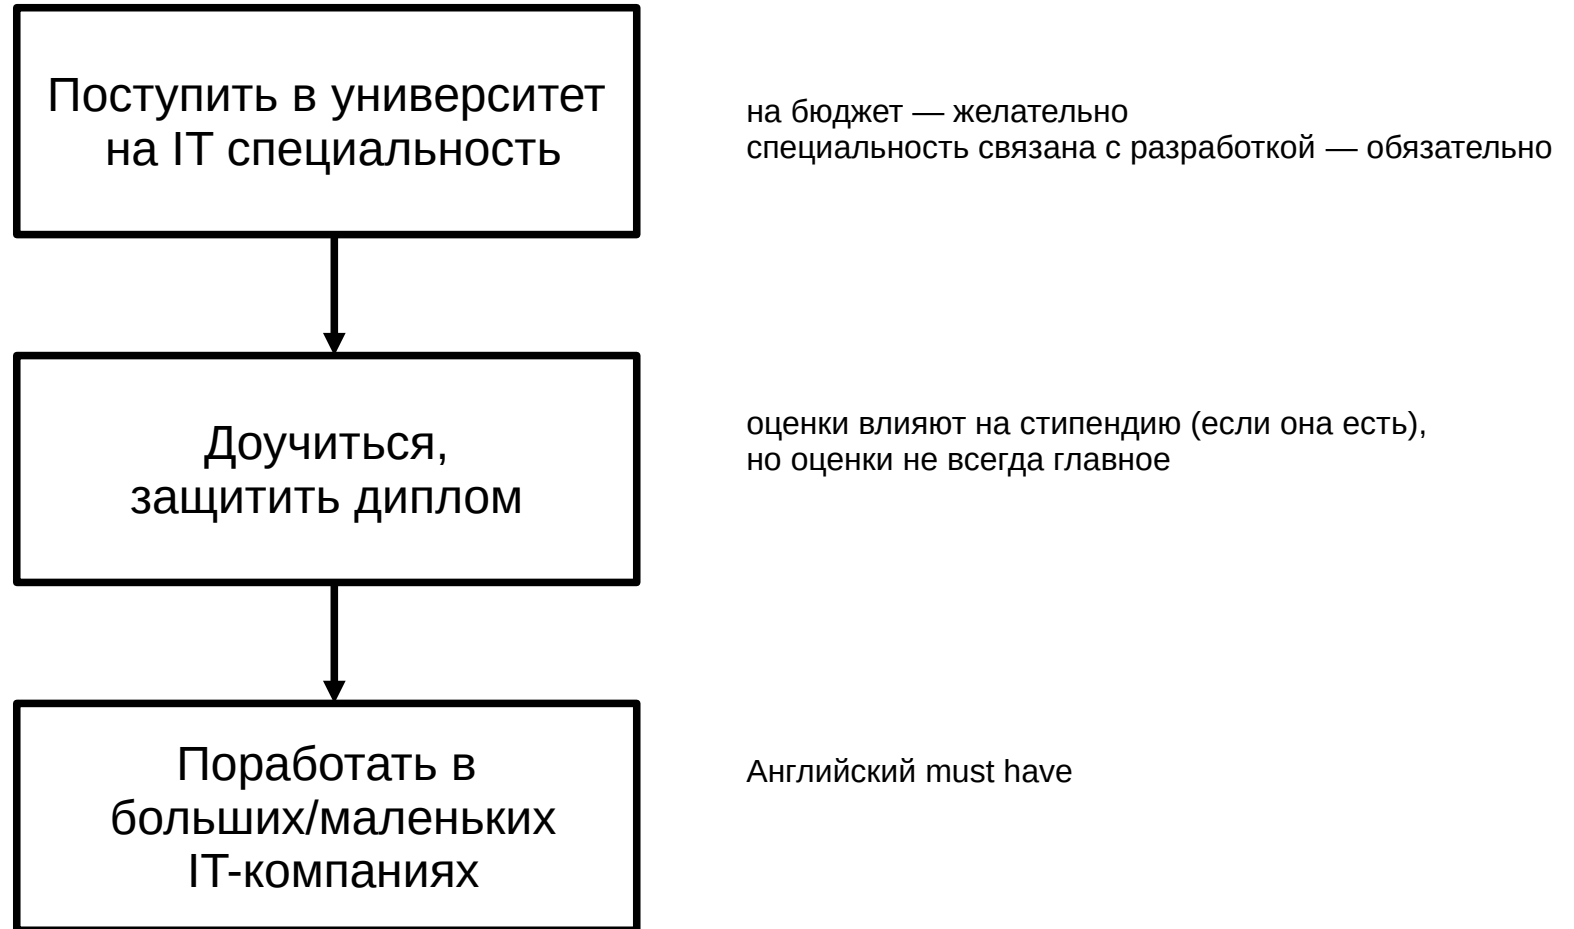 Поступить в университет
на IT специальность
на бюджет — желательно
специальность связана с разработкой — обязательно
Доучиться,
защитить диплом
оценки влияют на стипендию (если она есть),
но оценки не всегда главное
Поработать в
больших/маленьких
IT-компаниях
Английский must have